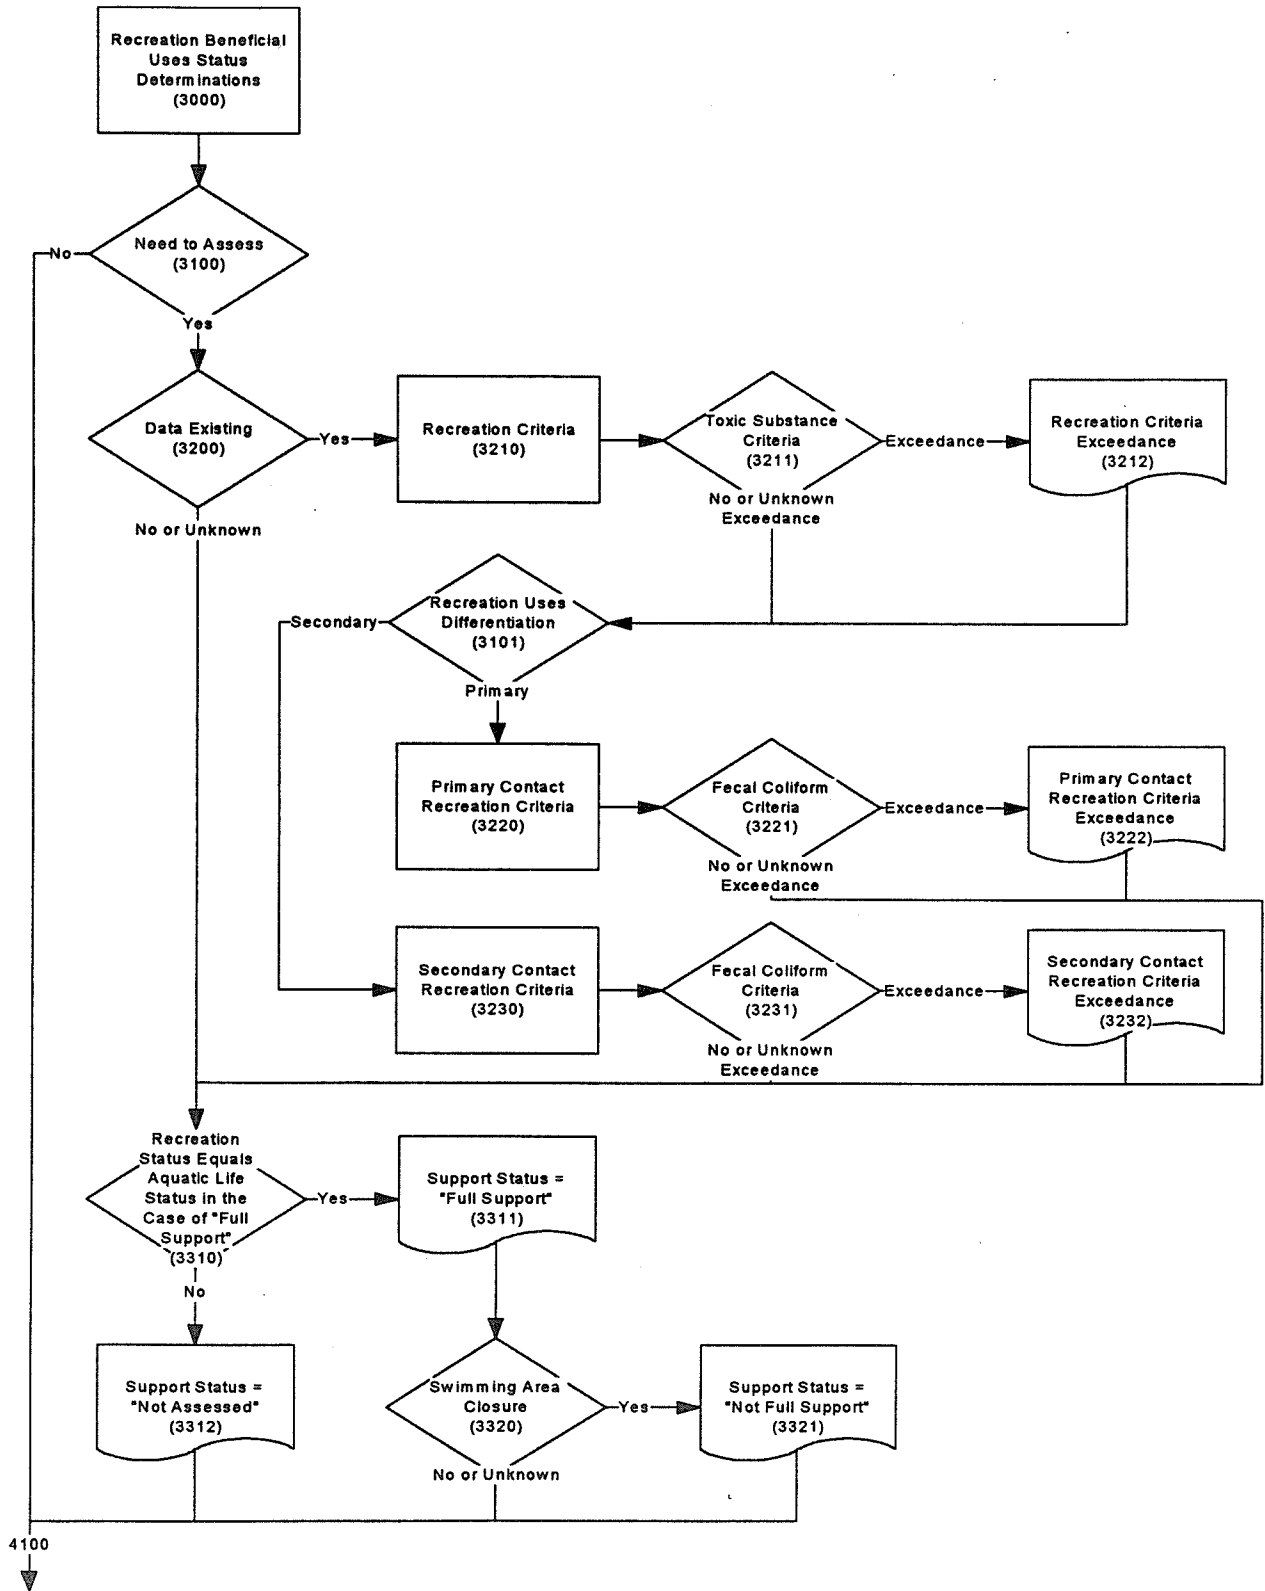 Recreation Beneficial
Uses Status
Determinations
(3000)
Need to Assess
(3100)
No
Yes
Data Existing
(3200)
Yes
No or Unknown
Recreation Criteria
(3210)
Toxic Substance
Criteria
(3211)
Exceedance
No or Unknown
Exceedance
Recreation Criteria
Exceedance
(3212)
Recreation Uses
Differentiation
(3101)
Secondary
Primary
Primary Contact
Recreation Criteria
(3220)
Fecal Coliform
Criteria
(3221)
Exceedance
No or Unknown
Exceedance
Primary Contact
Recreation Criteria
Exceedance
(3222)
Secondary Contact
Recreation Criteria
(3230)
Fecal Coliform
Criteria
(3231)
Exceedance
No or Unknown
Exceedance
Secondary Contact
Recreation Criteria
Exceedance
(3232)
Recreation
Status Equals
Aquatic Life
Status in the
Case of "Full
Support"
(3310)
Yes
No
Support Status =
"Full Support"
(3311)
Support Status =
"Not Assessed"
(3312)
Swimming Area
Closure
(3320)
Yes
No or Unknown
Support Status =
"Not Full Support"
(3321)
4100